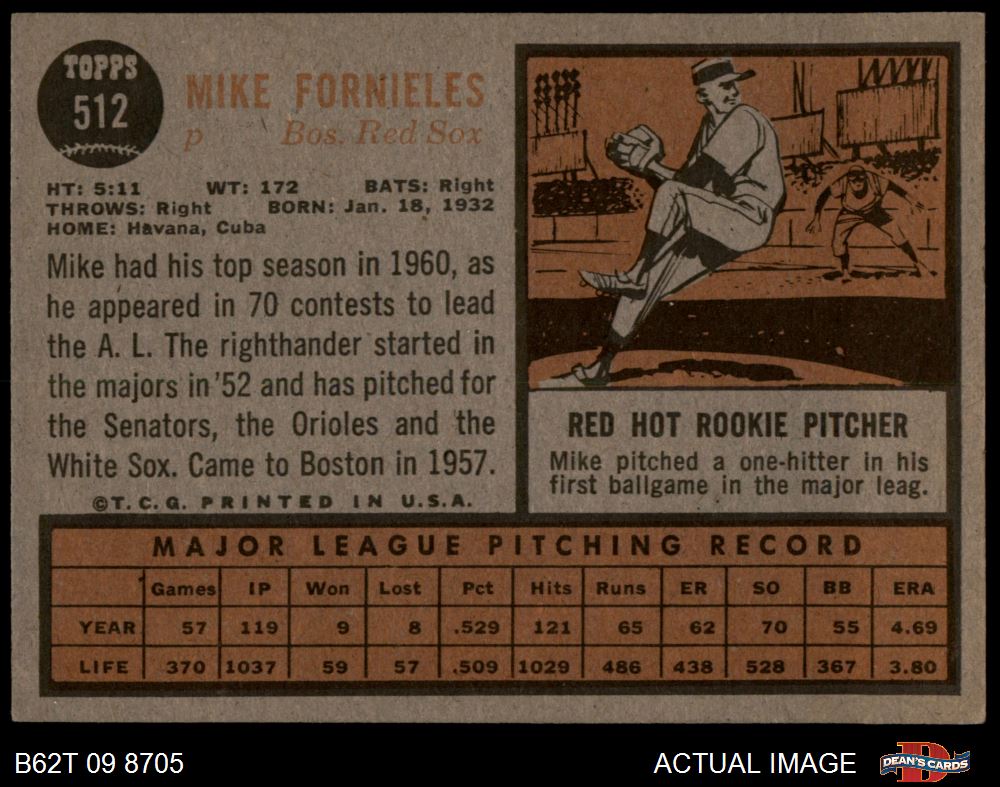 TOPPS
512
MIKE FORNIELES
p Bos. Red Sox
HT: 5:11 WT: 172 BATS: Right
THROWS: Right BORN: Jan. 18, 1932
HOME: Havana, Cuba
Mike had his top season in 1960, as
he appeared in 70 contests to lead
the A. L. The righthander started in
the majors in '52 and has pitched for
the Senators, the Orioles and the
White Sox. Came to Boston in 1957.
©T.C.G. PRINTED IN U.S.A.
RED HOT ROOKIE PITCHER
Mike pitched a one-hitter in his
first ballgame in the major leag.
MAJOR LEAGUE PITCHING RECORD
Games IP Won Lost Pct Hits Runs ER SO BB ERA
YEAR 57 119 9 8 .529 121 65 62 70 55 4.69
LIFE 370 1037 59 57 .509 1029 486 438 528 367 3.80
B62T 09 8705 ACTUAL IMAGE DEAN'S CARDS